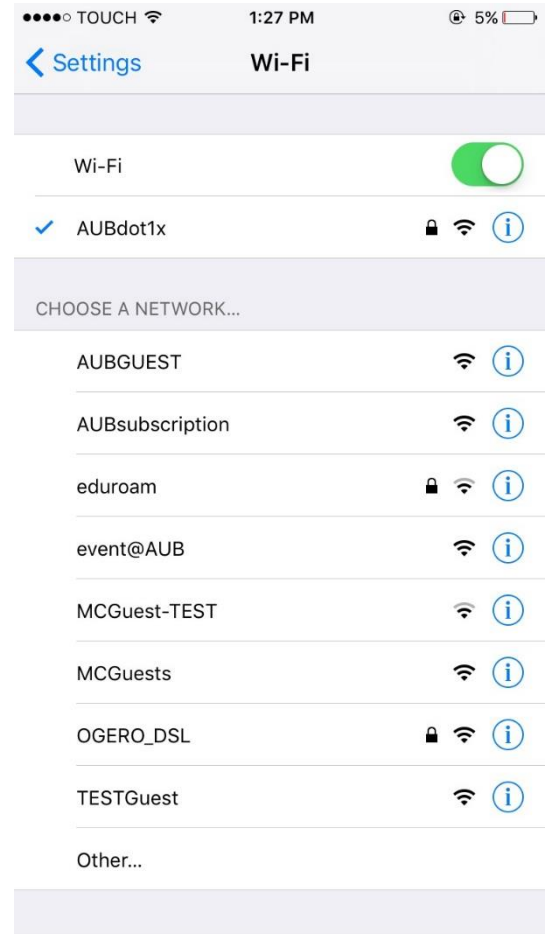 TOUCH 1:27 PM 5%
Settings Wi-Fi
Wi-Fi
AUBdot1x
CHOOSE A NETWORK...
AUBGUEST
AUBsubscription
eduroam
event@AUB
MCGuest-TEST
MCGuests
OGERO_DSL
TESTGuest
Other...